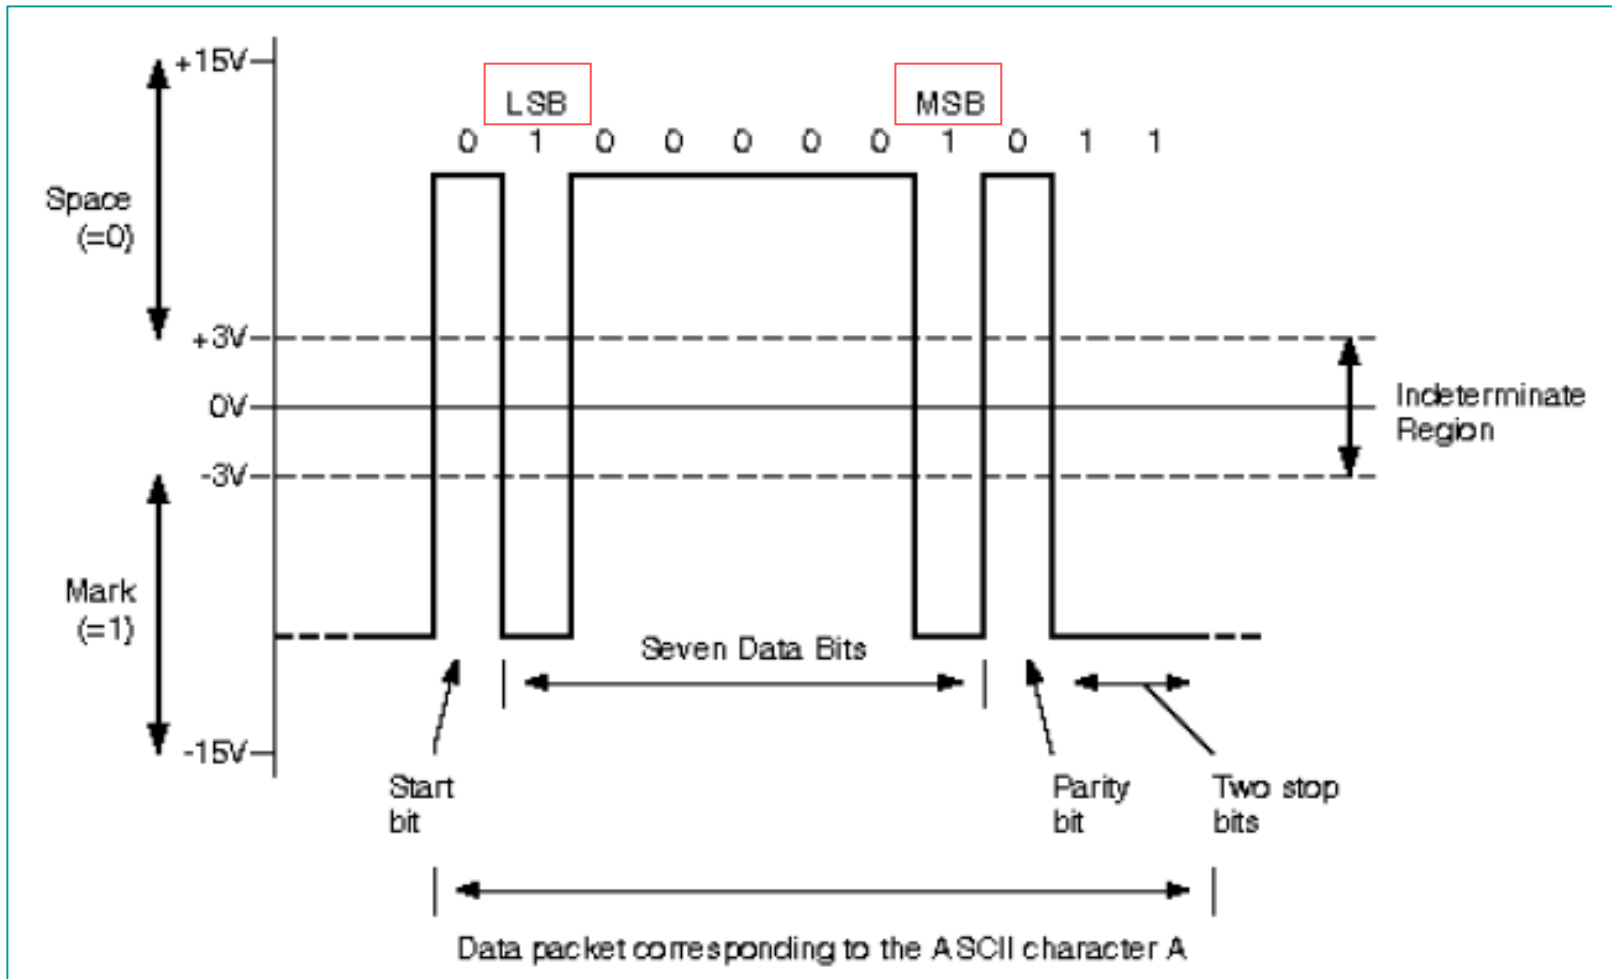 +15V
LSB MSB
0 1 0 0 0 0 0 1 0 1 1
Space
(=0)
+3V
0V
Indeterminate
Region
-3V
Mark
(=1)
Seven Data Bits
-15V
Start
bit
Parity
bit
Two stop
bits
Data packet corresponding to the ASCII character A